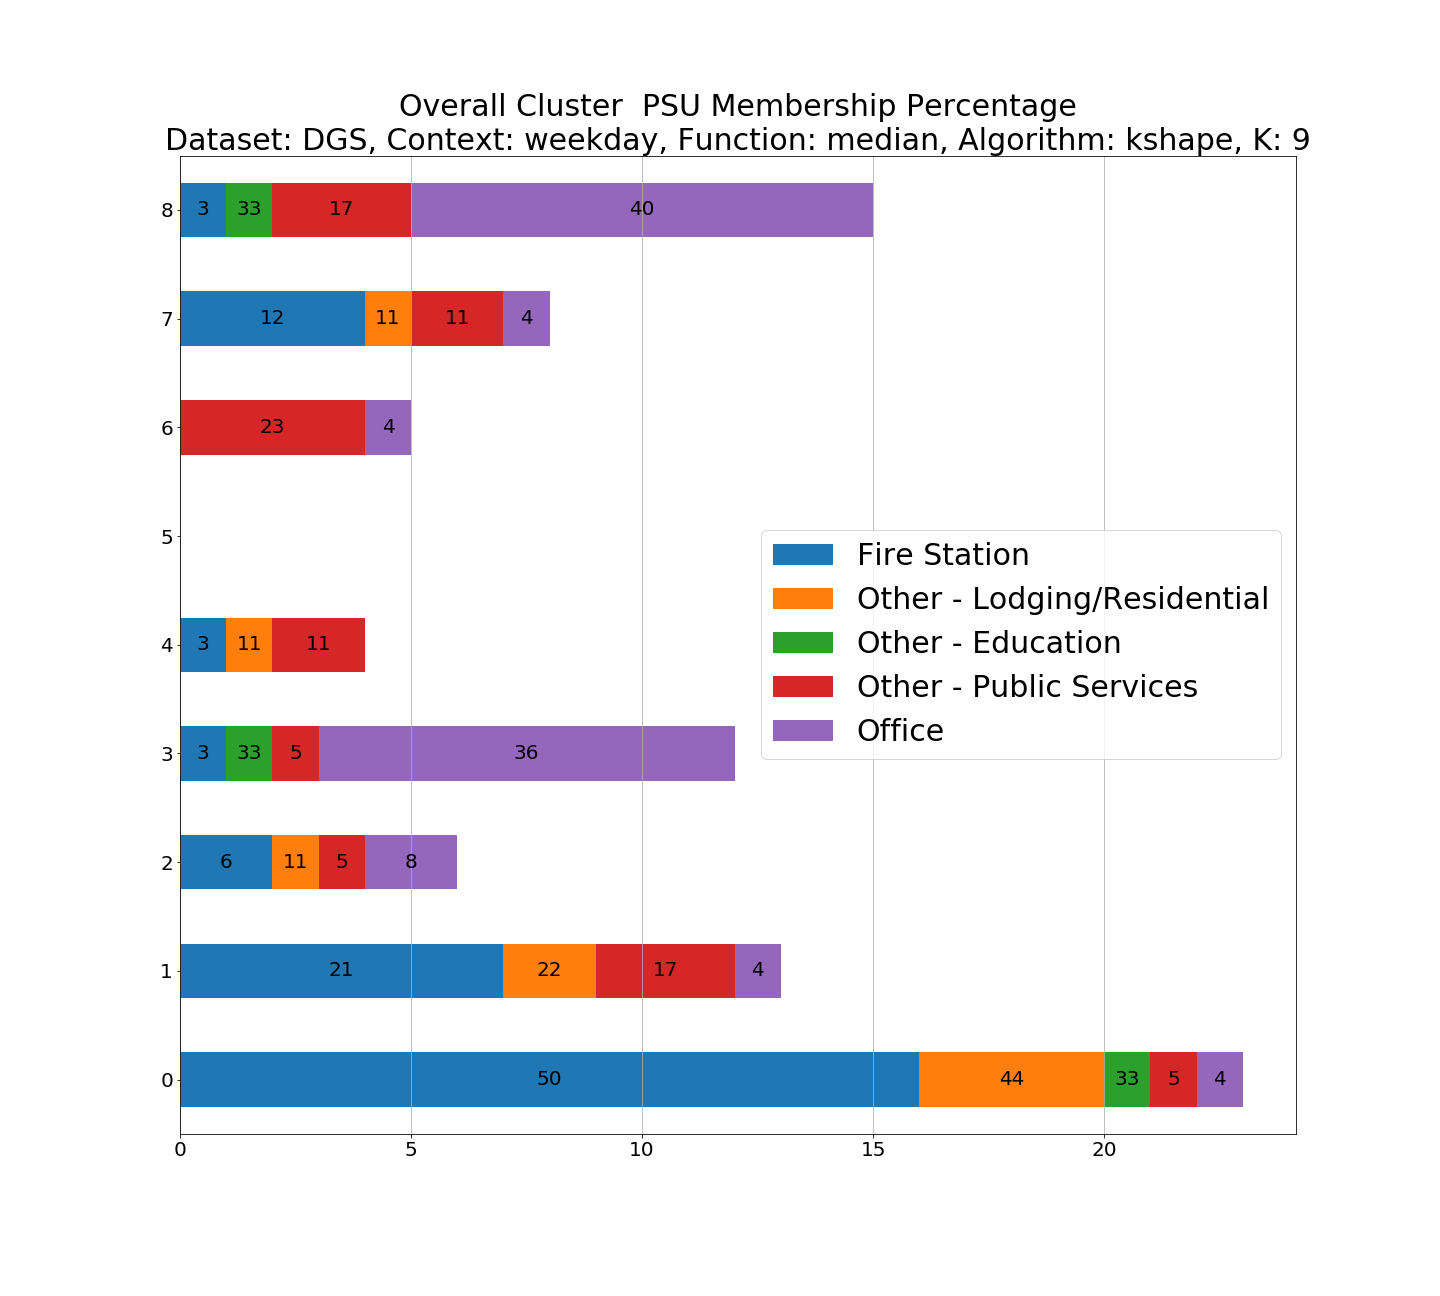 Overall Cluster  PSU Membership Percentage
Dataset: DGS, Context: weekday, Function: median, Algorithm: kshape, K: 9
8 3 33 17 40
7 12 11 11 4
6 23 4
5
Fire Station
Other - Lodging/Residential
Other - Education
Other - Public Services
Office
4 3 11 11
3 3 33 5 36
2 6 11 5 8
1 21 22 17 4
0 50 44 33 5 4
0 5 10 15 20